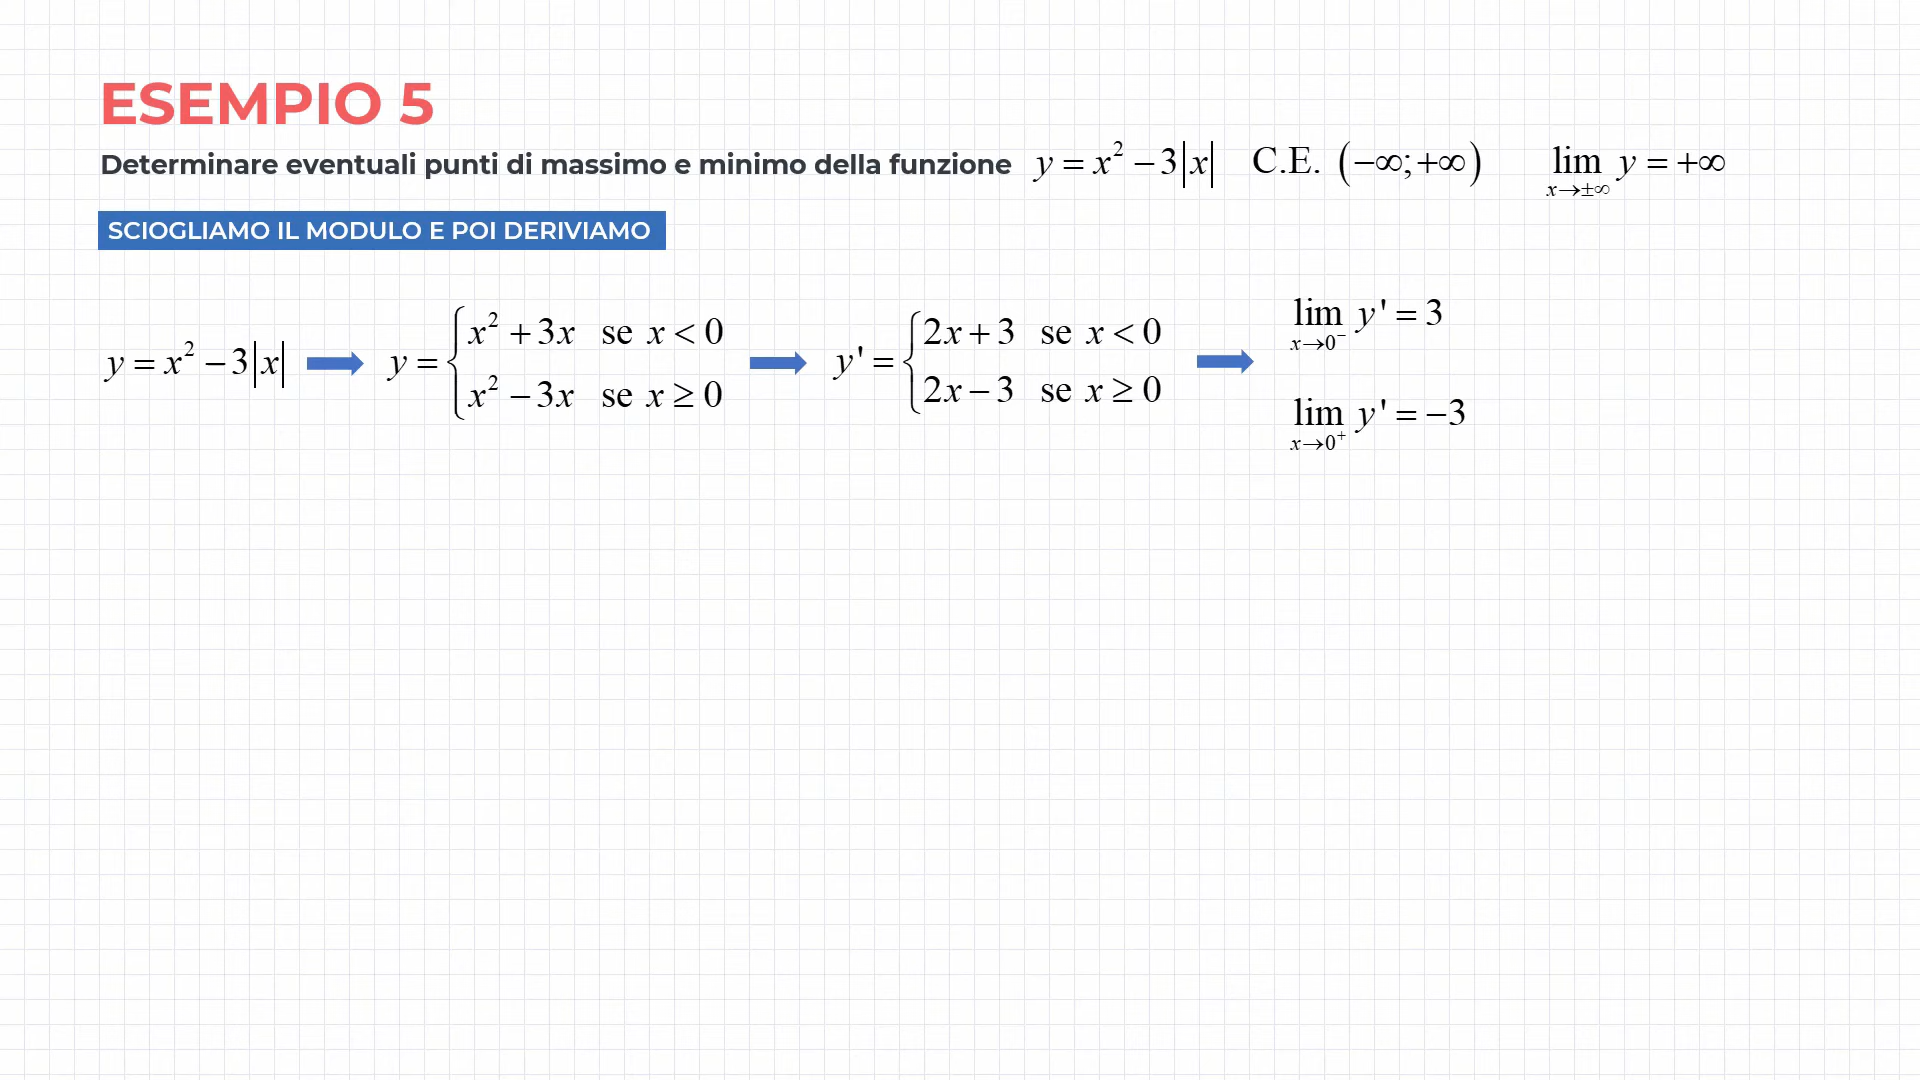 ESEMPIO 5
Determinare eventuali punti di massimo e minimo della funzione y = x² − 3|x| C.E. (−∞;+∞) lim x→±∞ y = +∞
SCIOGLIAMO IL MODULO E POI DERIVIAMO
y = x² − 3|x| y = { x² + 3x se x < 0
x² − 3x se x ≥ 0
y' = { 2x + 3 se x < 0
2x − 3 se x ≥ 0
lim x→0⁻ y' = 3
lim x→0⁺ y' = −3